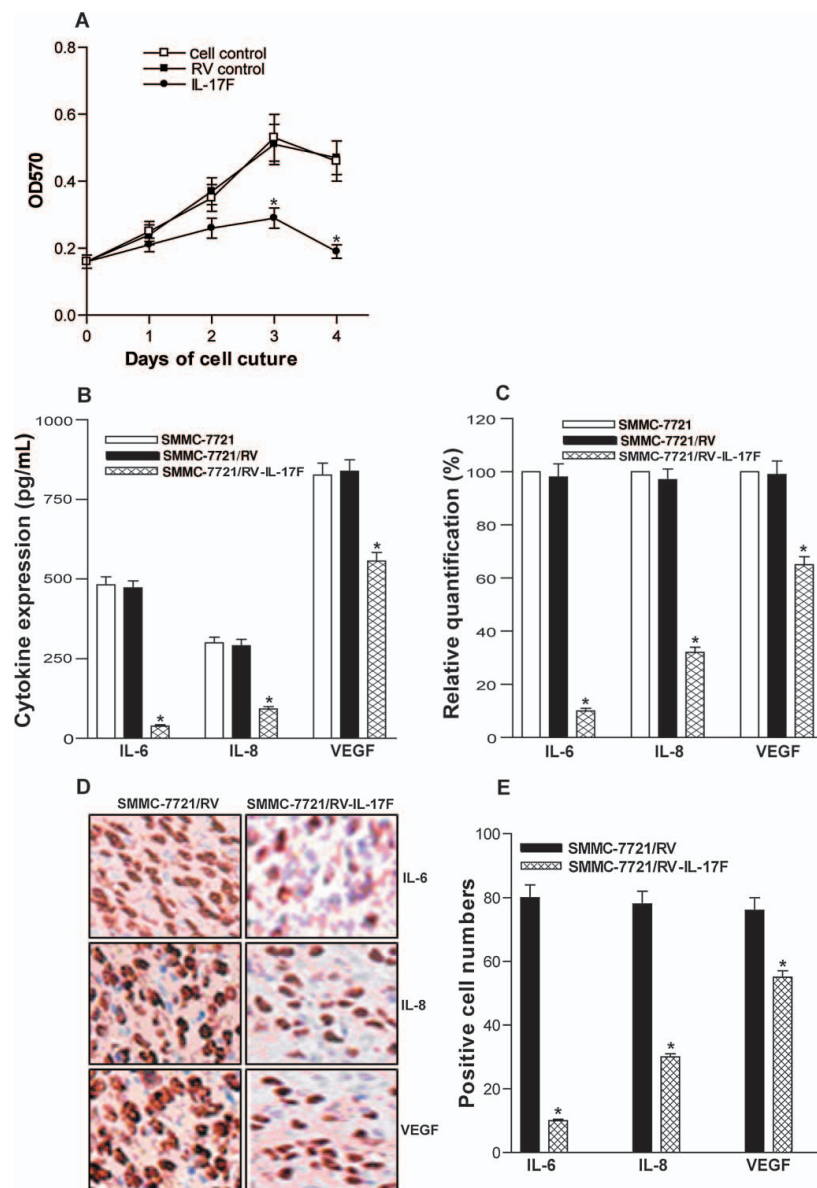 A
Cell control
RV control
IL-17F
0.8
0.6
0.4
0.2
0.0
OD570
*
*
0 1 2 3 4
Days of cell cuture
B
1000
750
500
250
0
Cytokine expression (pg/mL)
SMMC-7721
SMMC-7721/RV
SMMC-7721/RV-IL-17F
*
*
*
IL-6 IL-8 VEGF
C
120
100
80
60
40
20
0
Relative quantification (%)
SMMC-7721
SMMC-7721/RV
SMMC-7721/RV-IL-17F
*
*
*
IL-6 IL-8 VEGF
D
SMMC-7721/RV SMMC-7721/RV-IL-17F
IL-6
IL-8
VEGF
E
100
80
60
40
20
0
Positive cell numbers
SMMC-7721/RV
SMMC-7721/RV-IL-17F
*
*
*
IL-6 IL-8 VEGF